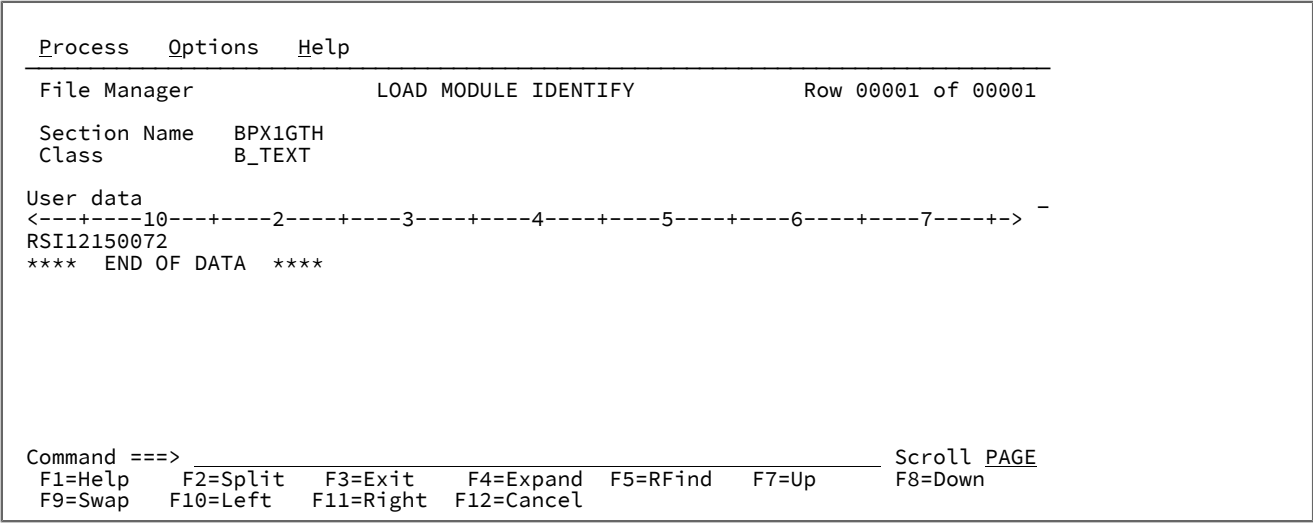 Process Options Help
File Manager LOAD MODULE IDENTIFY Row 00001 of 00001
Section Name BPX1GTH
Class B_TEXT
User data
<---+----10---+----2----+----3----+----4----+----5----+----6----+----7----+-> _
RSI12150072
**** END OF DATA ****
Command ===> Scroll PAGE
F1=Help F2=Split F3=Exit F4=Expand F5=RFind F7=Up F8=Down
F9=Swap F10=Left F11=Right F12=Cancel